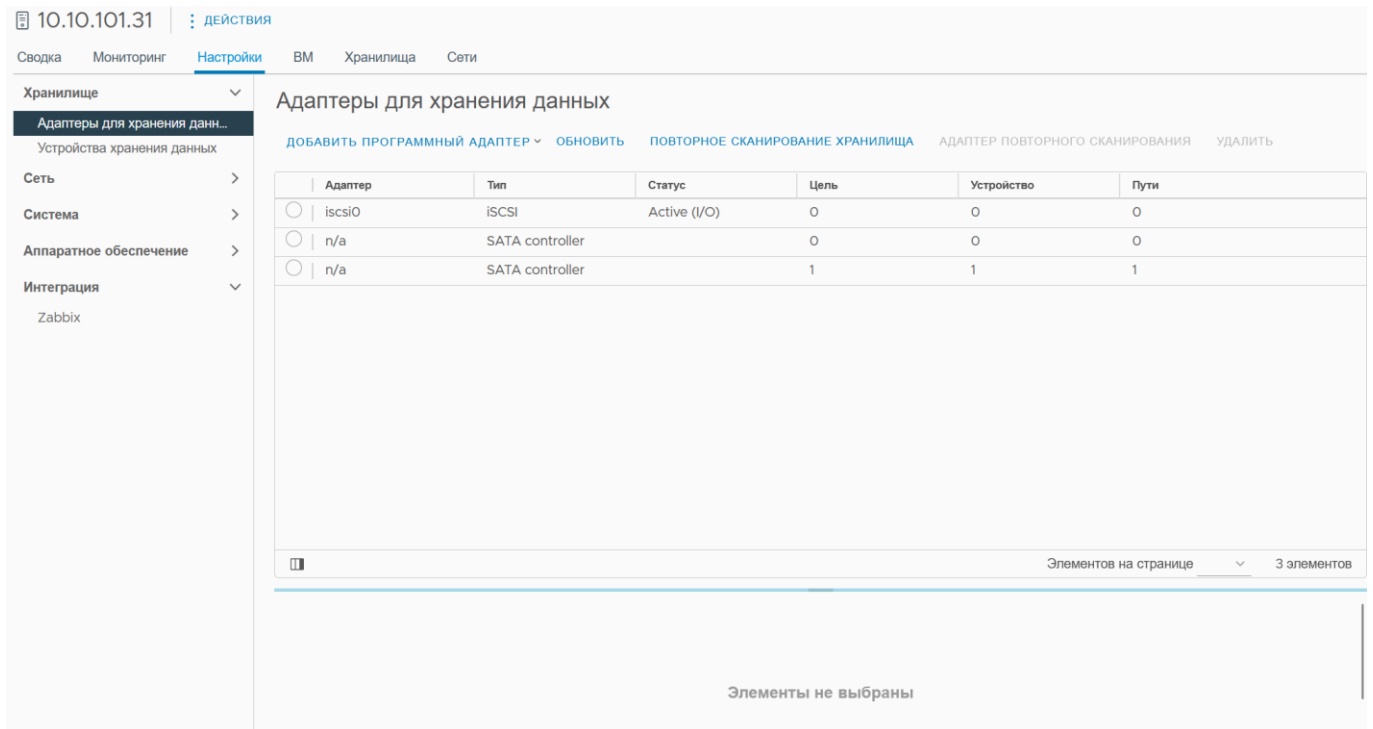 10.10.101.31 ДЕЙСТВИЯ
Сводка Мониторинг Настройки ВМ Хранилища Сети
Хранилище
Адаптеры для хранения данн...
Устройства хранения данных
Сеть
Система
Аппаратное обеспечение
Интеграция
Zabbix
Адаптеры для хранения данных
ДОБАВИТЬ ПРОГРАММНЫЙ АДАПТЕР ОБНОВИТЬ ПОВТОРНОЕ СКАНИРОВАНИЕ ХРАНИЛИЩА АДАПТЕР ПОВТОРНОГО СКАНИРОВАНИЯ УДАЛИТЬ
Адаптер Тип Статус Цель Устройство Пути
iscsi0 iSCSI Active (I/O) 0 0 0
n/a SATA controller 0 0 0
n/a SATA controller 1 1 1
Элементов на странице 3 элементов
Элементы не выбраны